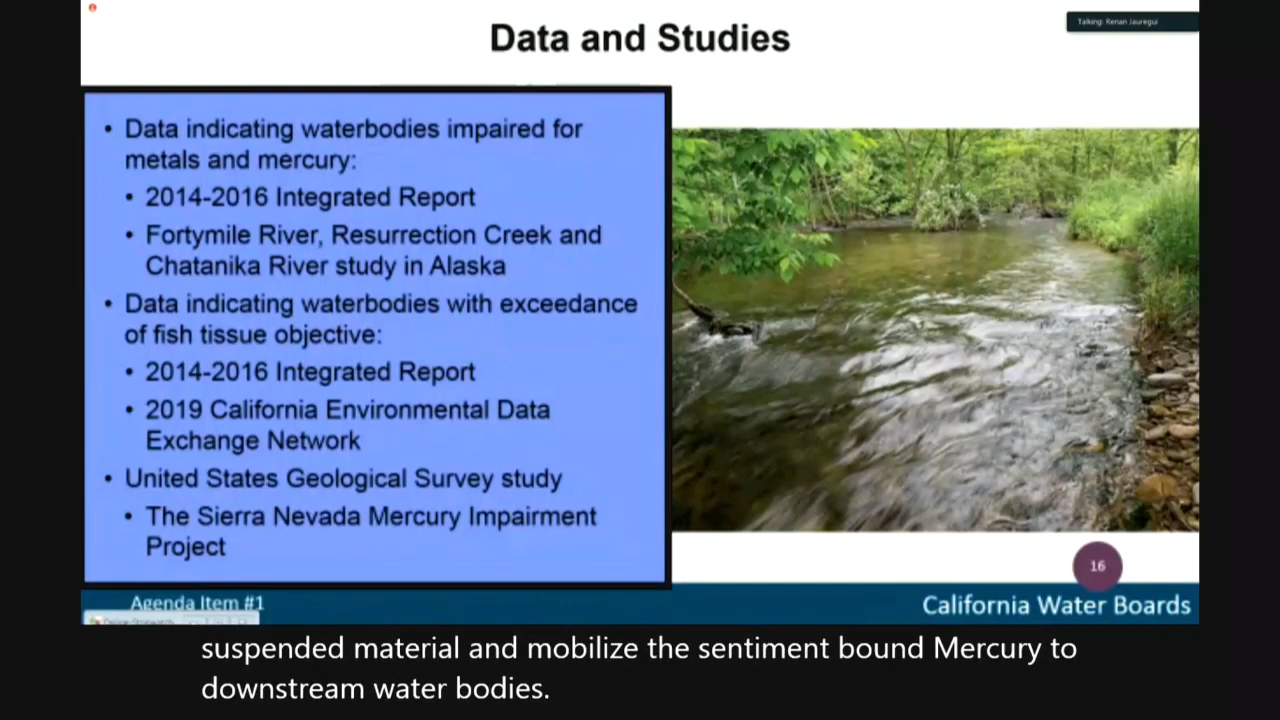 Data and Studies
Talking: Renan Jauregui
• Data indicating waterbodies impaired for
metals and mercury:
• 2014-2016 Integrated Report
• Fortymile River, Resurrection Creek and
Chatanika River study in Alaska
• Data indicating waterbodies with exceedance
of fish tissue objective:
• 2014-2016 Integrated Report
• 2019 California Environmental Data
Exchange Network
• United States Geological Survey study
• The Sierra Nevada Mercury Impairment
Project
16
Agenda Item #1
California Water Boards
suspended material and mobilize the sentiment bound Mercury to
downstream water bodies.